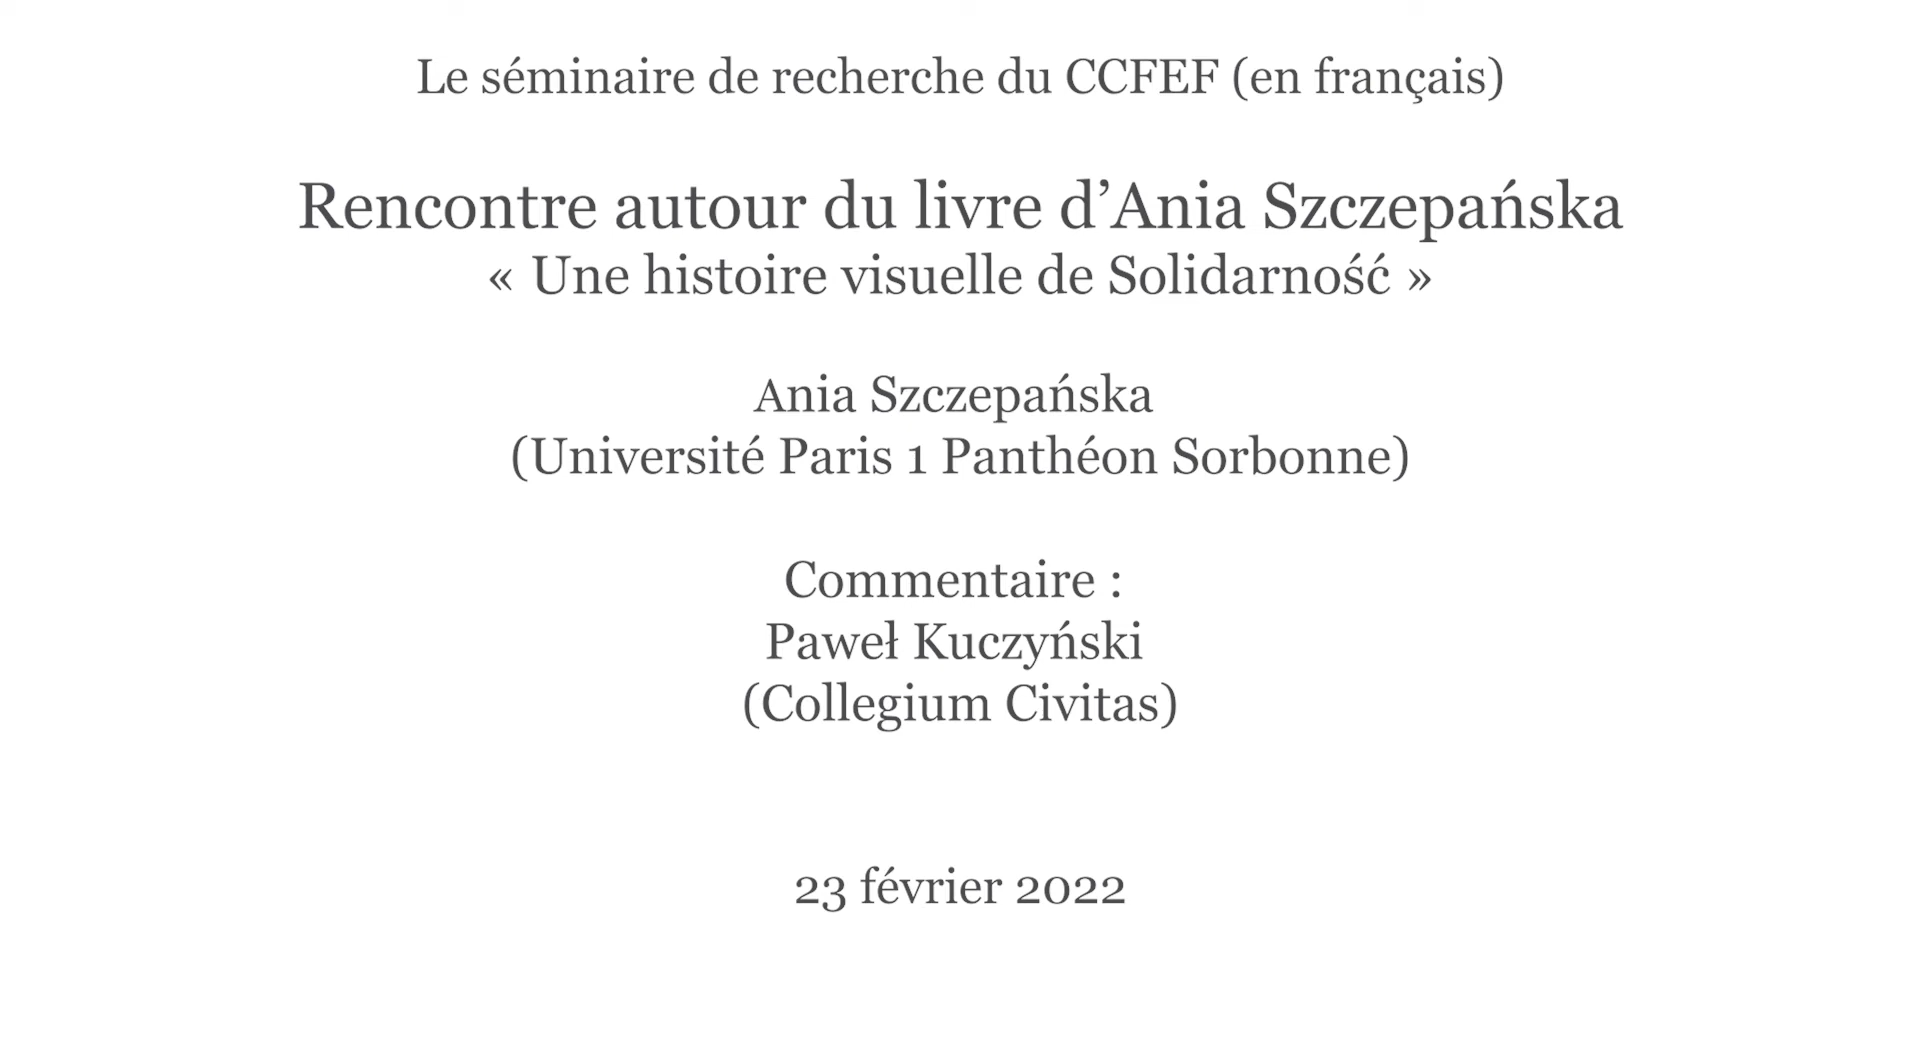 Le séminaire de recherche du CCFEF (en français)
Rencontre autour du livre d’Ania Szczepańska
« Une histoire visuelle de Solidarność »
Ania Szczepańska
(Université Paris 1 Panthéon Sorbonne)
Commentaire :
Paweł Kuczyński
(Collegium Civitas)
23 février 2022